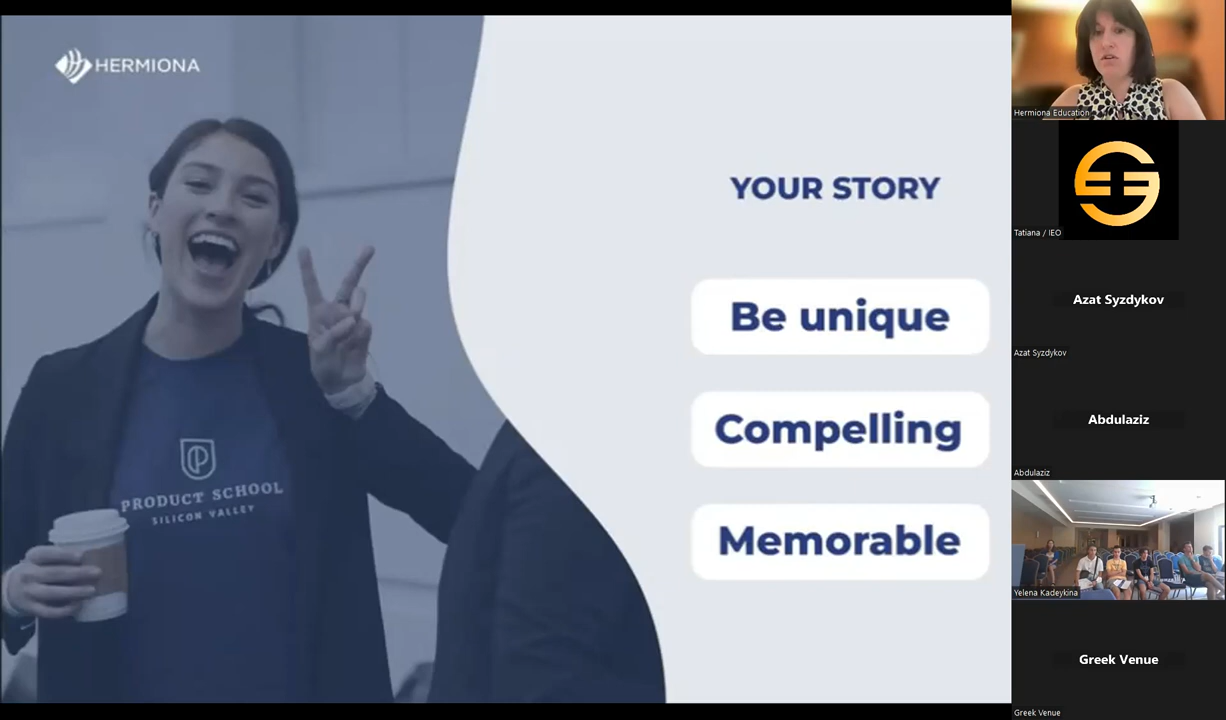 HERMIONA
YOUR STORY
Be unique
Compelling
Memorable
PRODUCT SCHOOL
SILICON VALLEY
Hermiona Education
Tatiana / IEO
Azat Syzdykov
Azat Syzdykov
Abdulaziz
Abdulaziz
Yelena Kadeykina
Greek Venue
Greek Venue